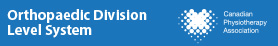 Orthopaedic Division
Level System
Canadian
Physiotherapy
Association